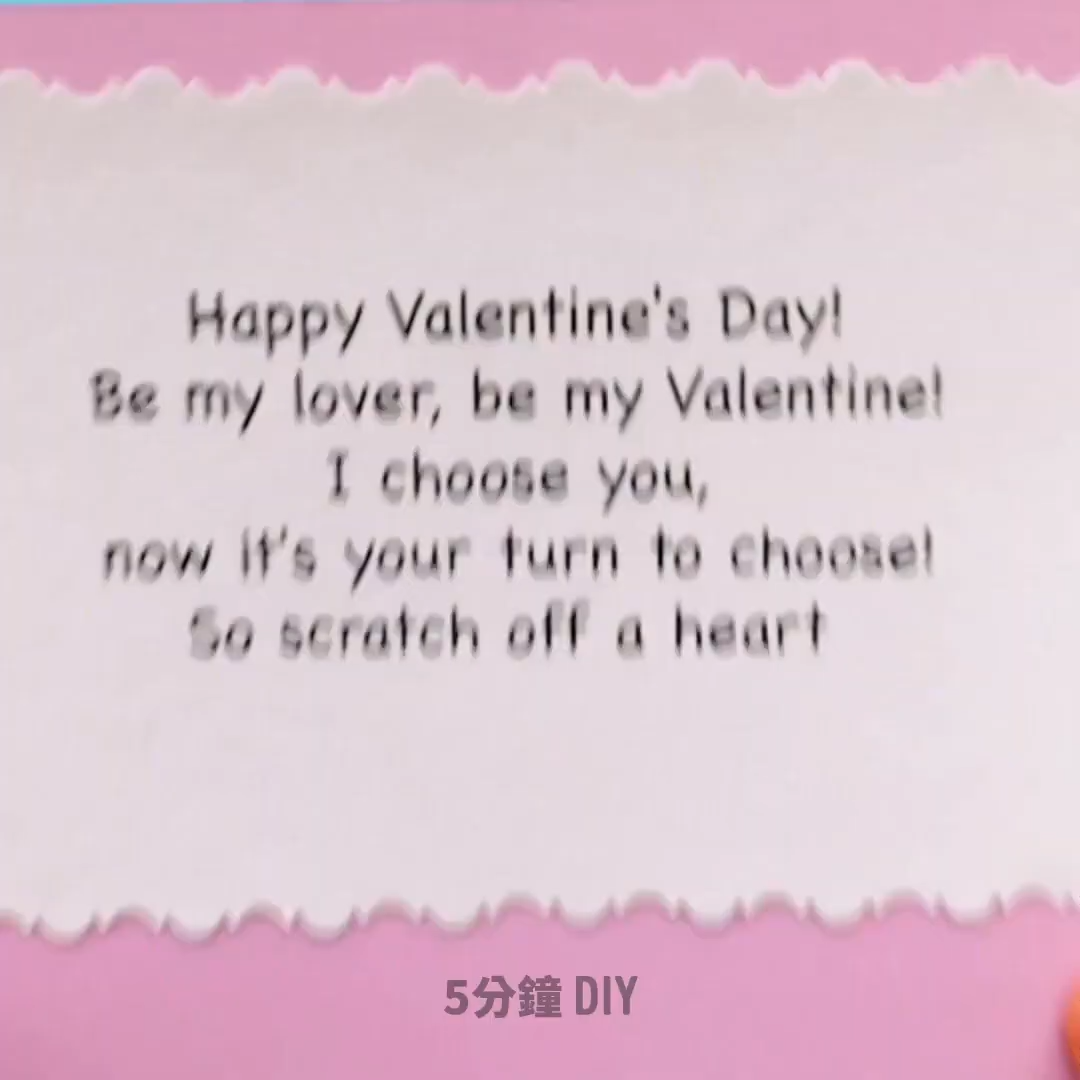 Happy Valentine's Day!
Be my lover, be my Valentine!
I choose you,
now it's your turn to choose!
So scratch off a heart
5分鐘 DIY